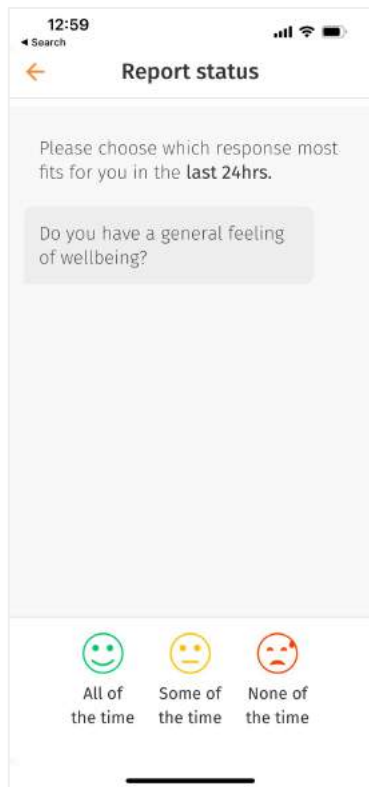 12:59
◀ Search
← Report status
Please choose which response most
fits for you in the last 24hrs.
Do you have a general feeling
of wellbeing?
All of Some of None of
the time the time the time